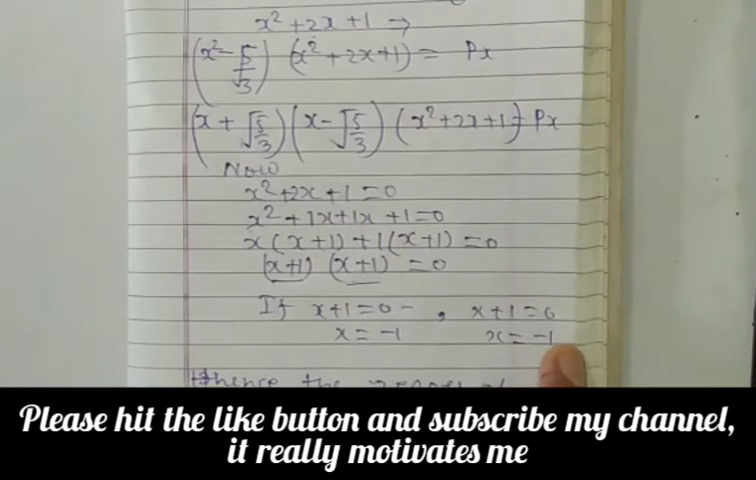 x² + 2x + 1 →
(x² - 5/√3) (x² + 2x + 1) = Px
(x + √5/3) (x - √5/3) (x² + 2x + 1) = Px
Now
x² + 2x + 1 = 0
x² + 1x + 1x + 1 = 0
x (x + 1) + 1 (x + 1) = 0
(x+1) (x+1) = 0
If x + 1 = 0 - , x + 1 = 0
x = -1 x = -1
hence the zeroes of
Please hit the like button and subscribe my channel,
it really motivates me